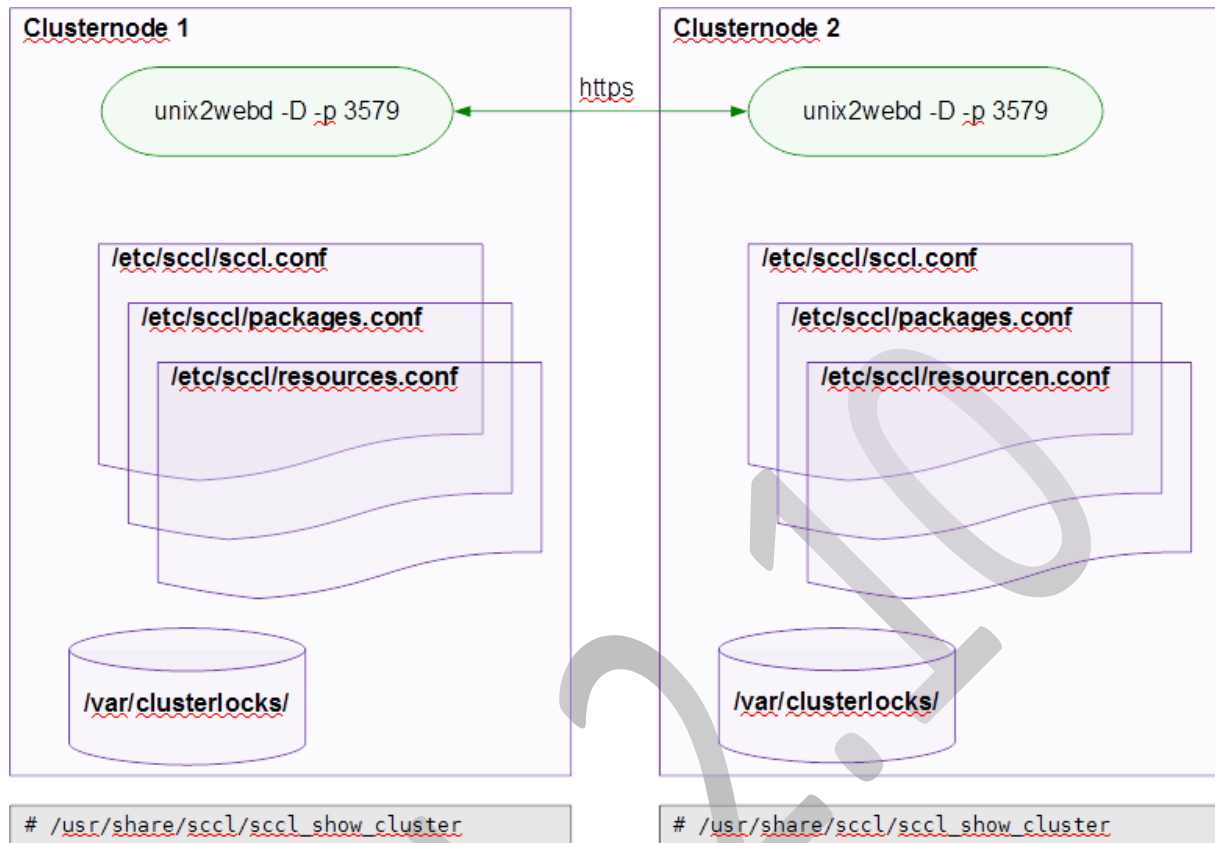 Clusternode 1
unix2webd -D -p 3579
/etc/sccl/sccl.conf
/etc/sccl/packages.conf
/etc/sccl/resources.conf
/var/clusterlocks/
# /usr/share/sccl/sccl_show_cluster
https
Clusternode 2
unix2webd -D -p 3579
/etc/sccl/sccl.conf
/etc/sccl/packages.conf
/etc/sccl/resourcen.conf
/var/clusterlocks/
# /usr/share/sccl/sccl_show_cluster
2.10